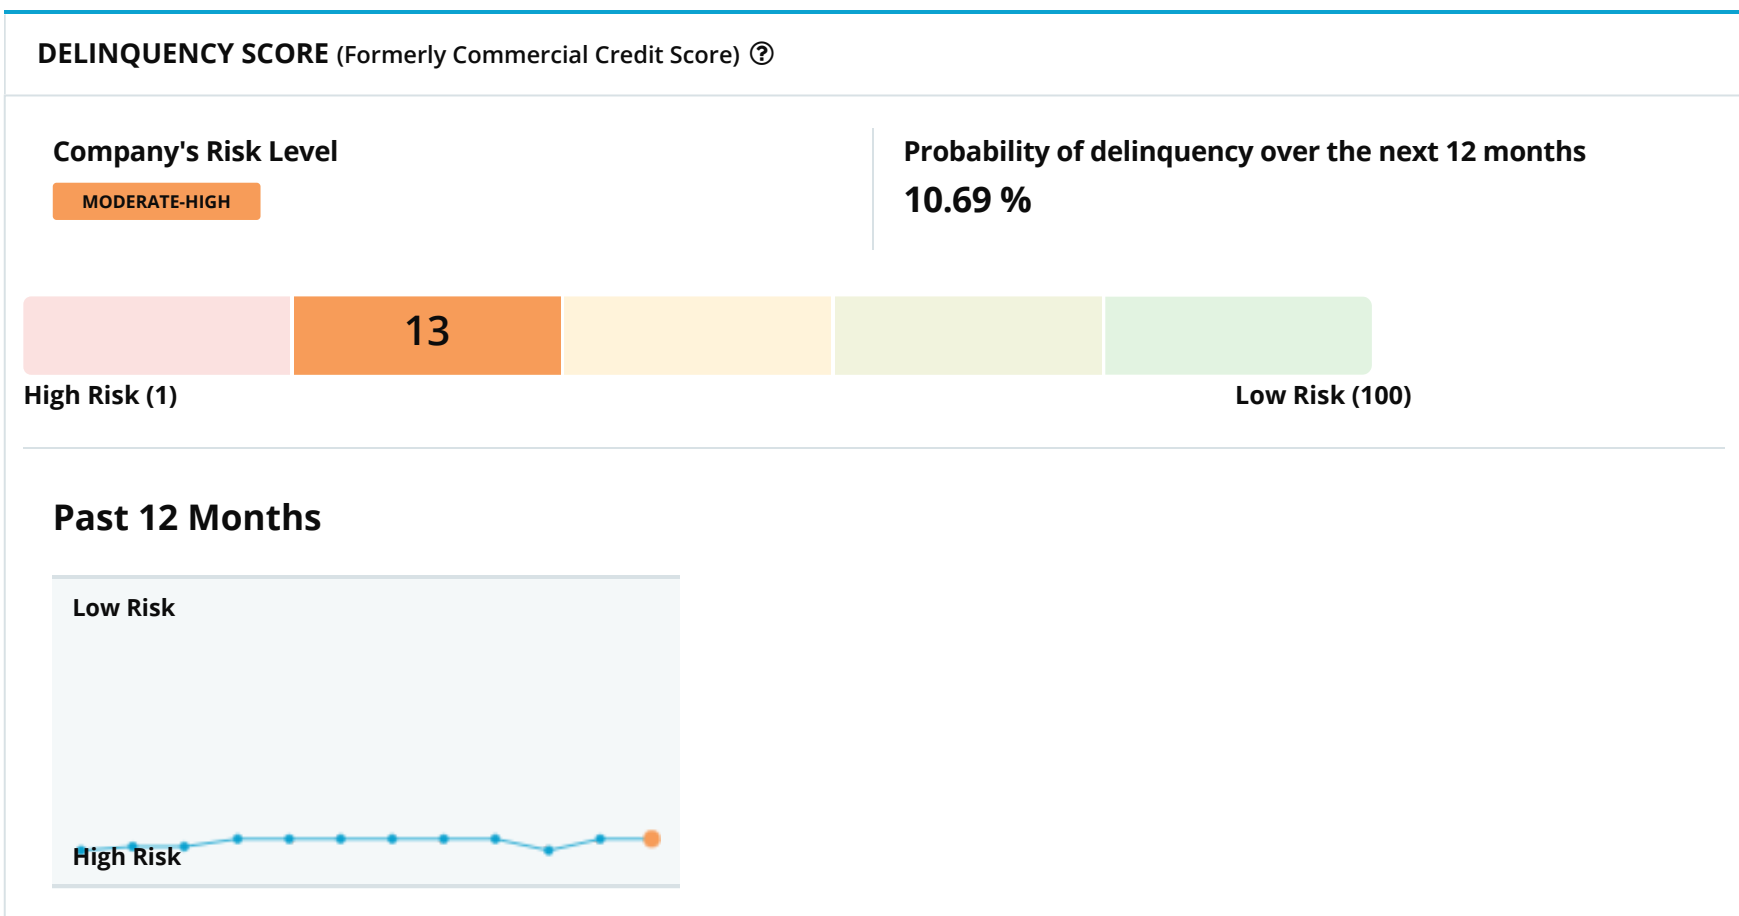 DELINQUENCY SCORE (Formerly Commercial Credit Score) ?
Company's Risk Level
MODERATE-HIGH
Probability of delinquency over the next 12 months
10.69 %
13
High Risk (1)
Low Risk (100)
Past 12 Months
Low Risk
High Risk